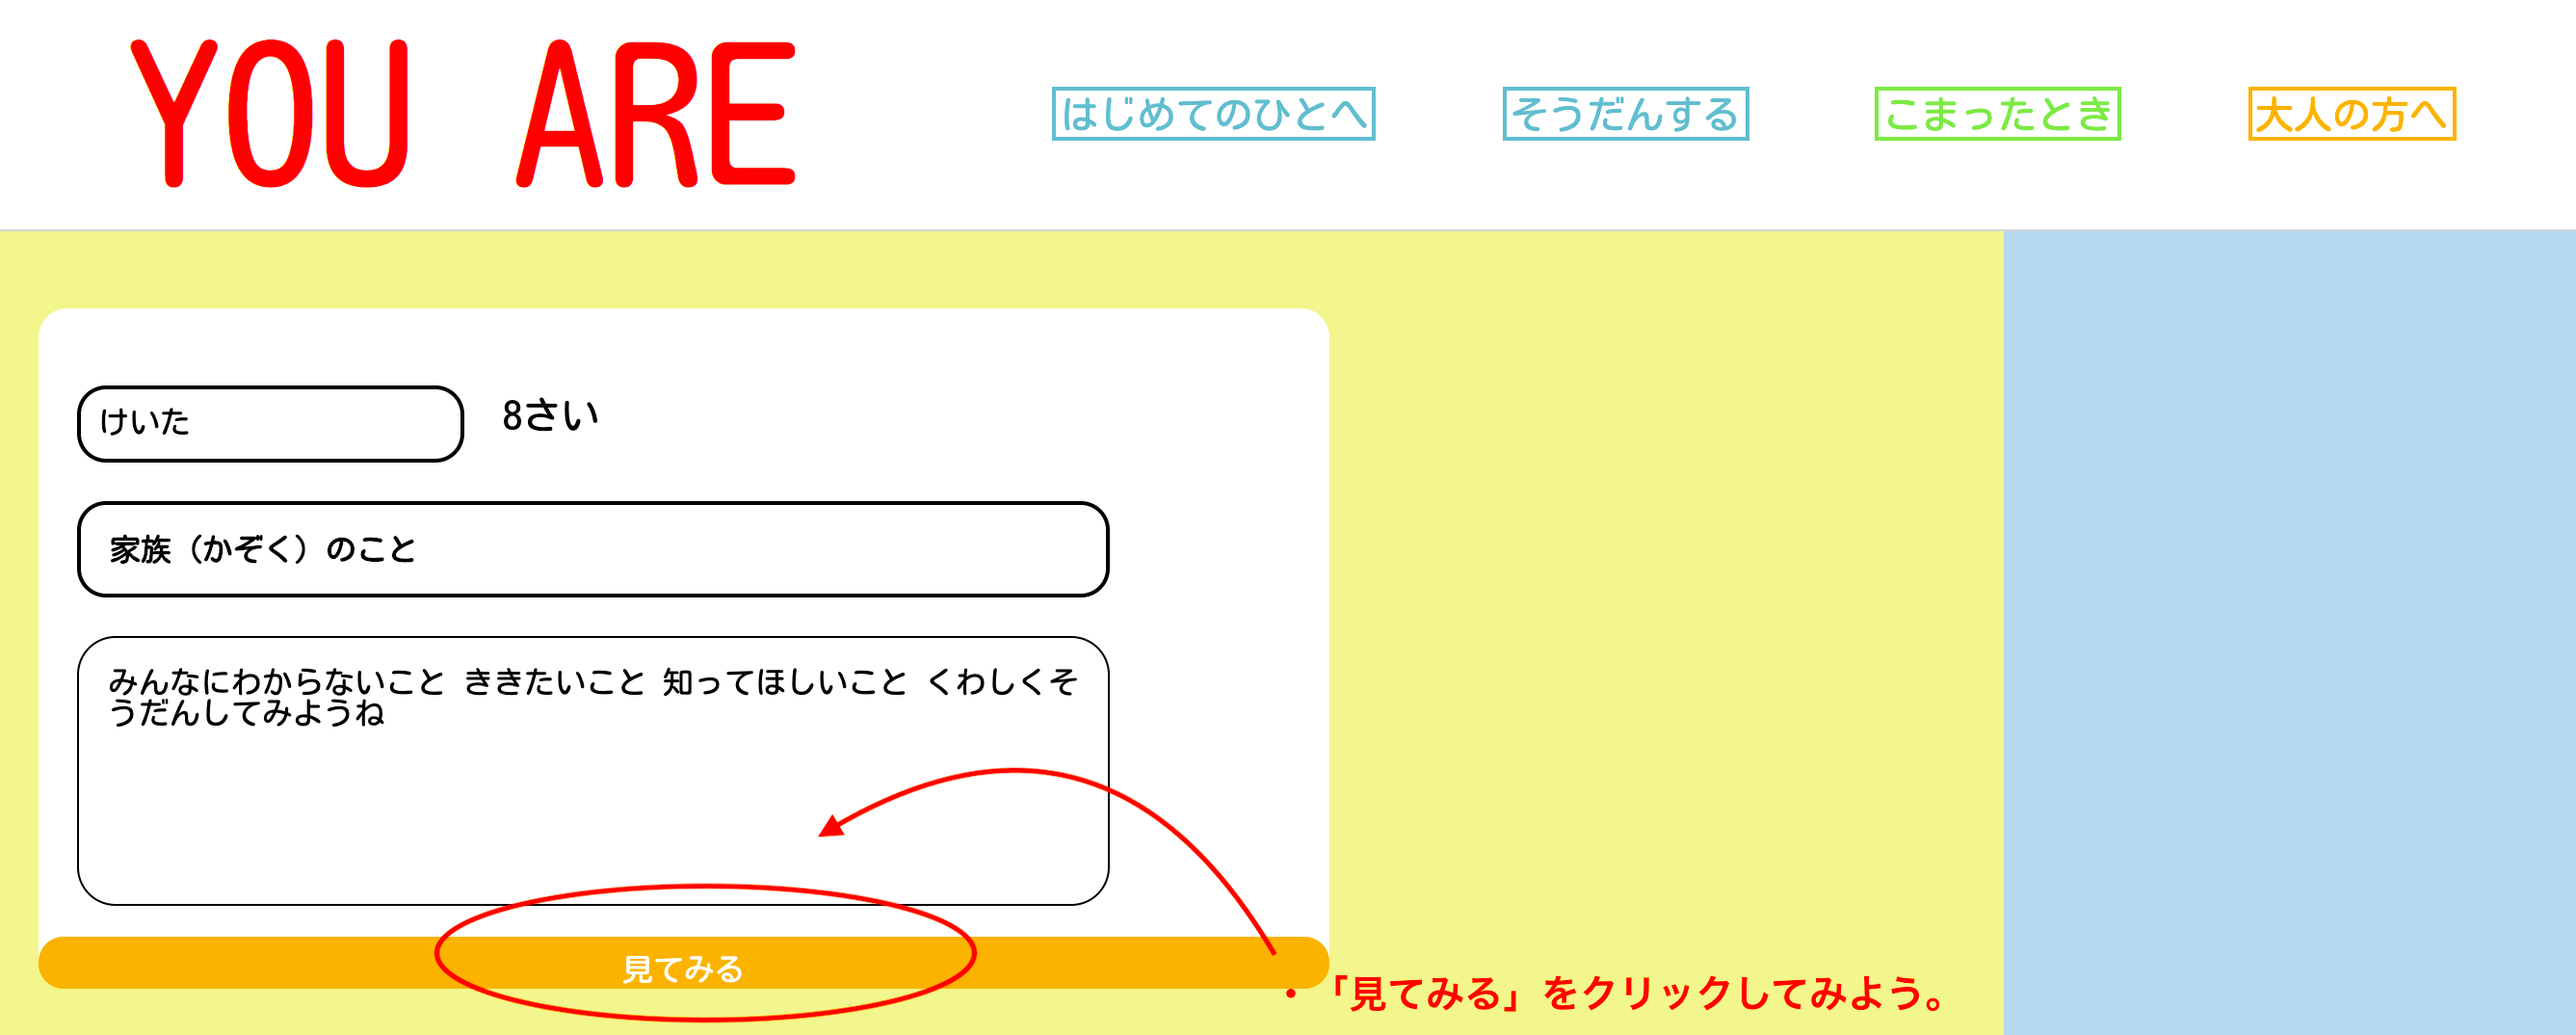 YOU ARE
はじめてのひとへ
そうだんする
こまったとき
大人の方へ
けいた
8さい
家族（かぞく）のこと
みんなにわからないこと ききたいこと 知ってほしいこと くわしくそ
うだんしてみようね
見てみる
・「見てみる」をクリックしてみよう。